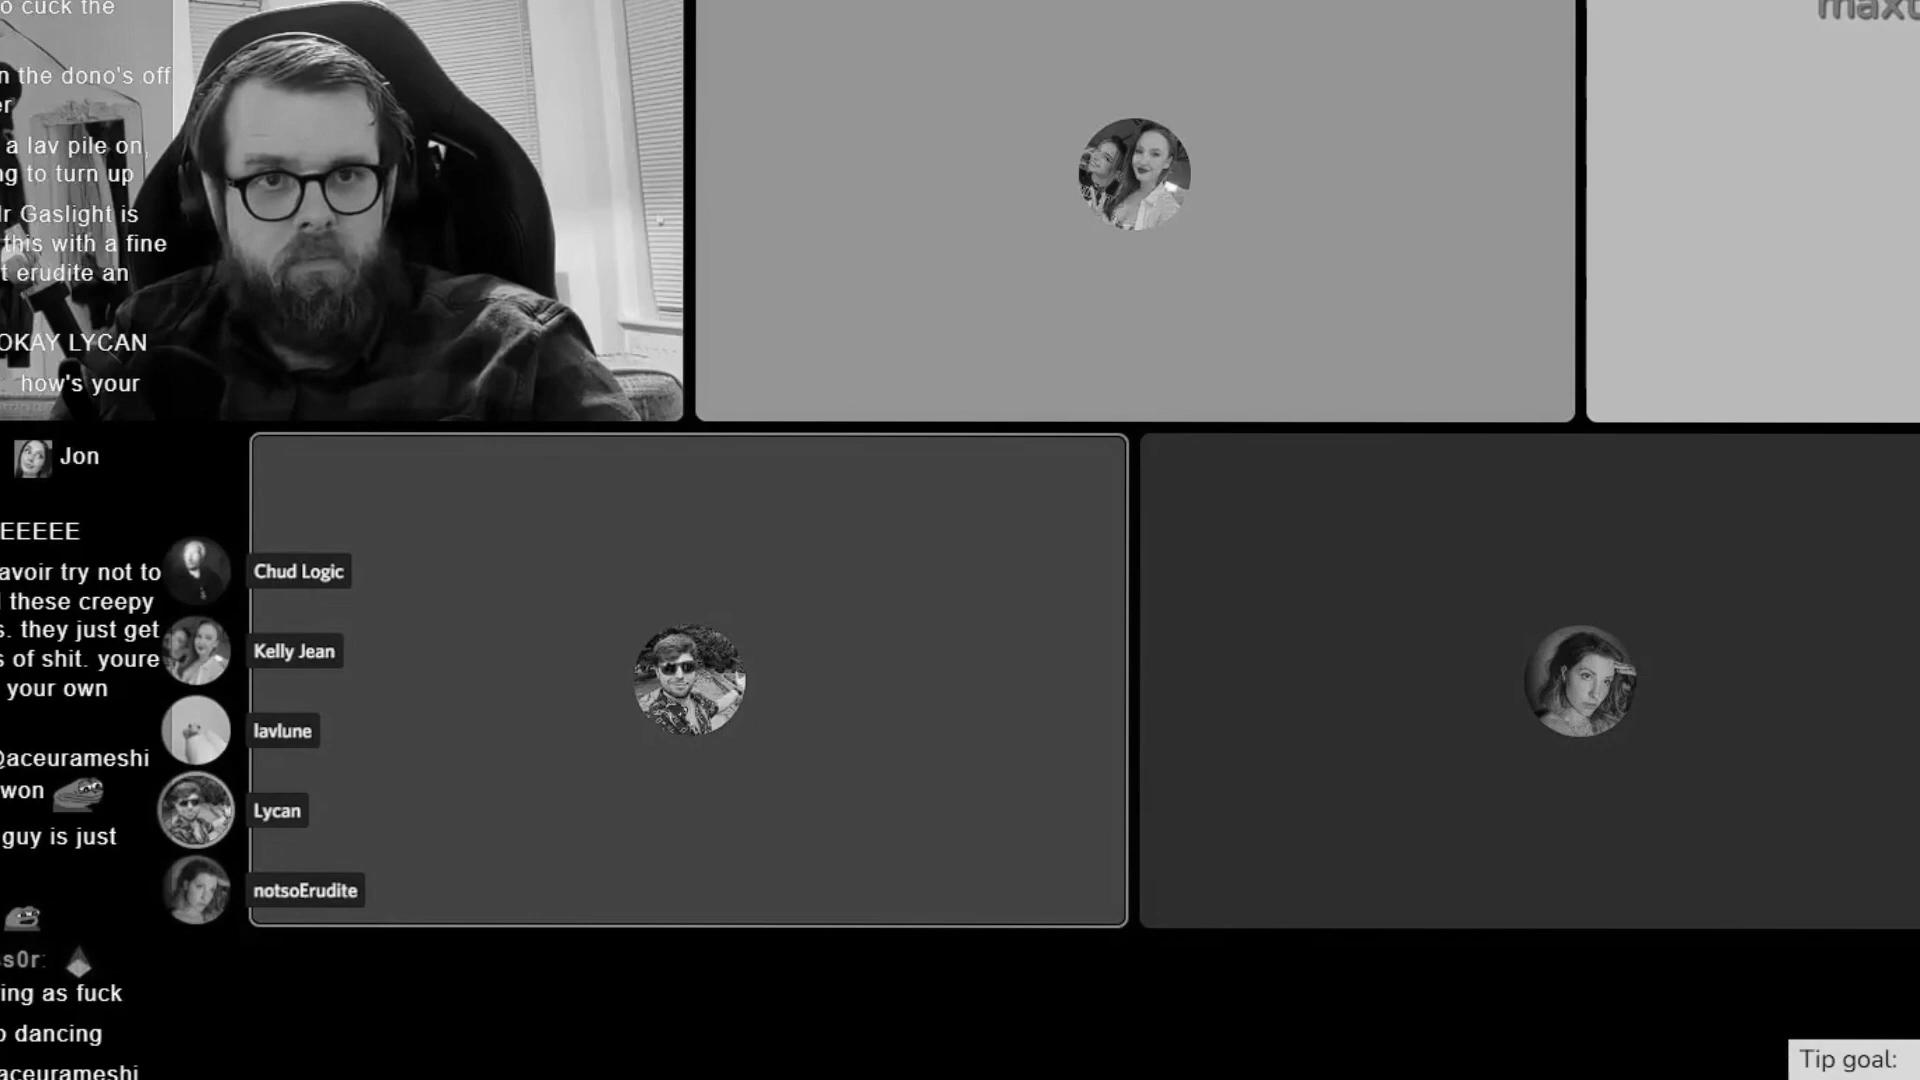 o cuck the
n the dono's off
er
a lav pile on,
ng to turn up
Ir Gaslight is
this with a fine
t erudite an
OKAY LYCAN
how's your
Jon
EEEEE
avoir try not to
l these creepy
s. they just get
s of shit. youre
your own
@aceurameshi
won
guy is just
ss0r:
ing as fuck
o dancing
aceurameshi
Chud Logic
Kelly Jean
lavlune
Lycan
notsoErudite
maxt
Tip goal: